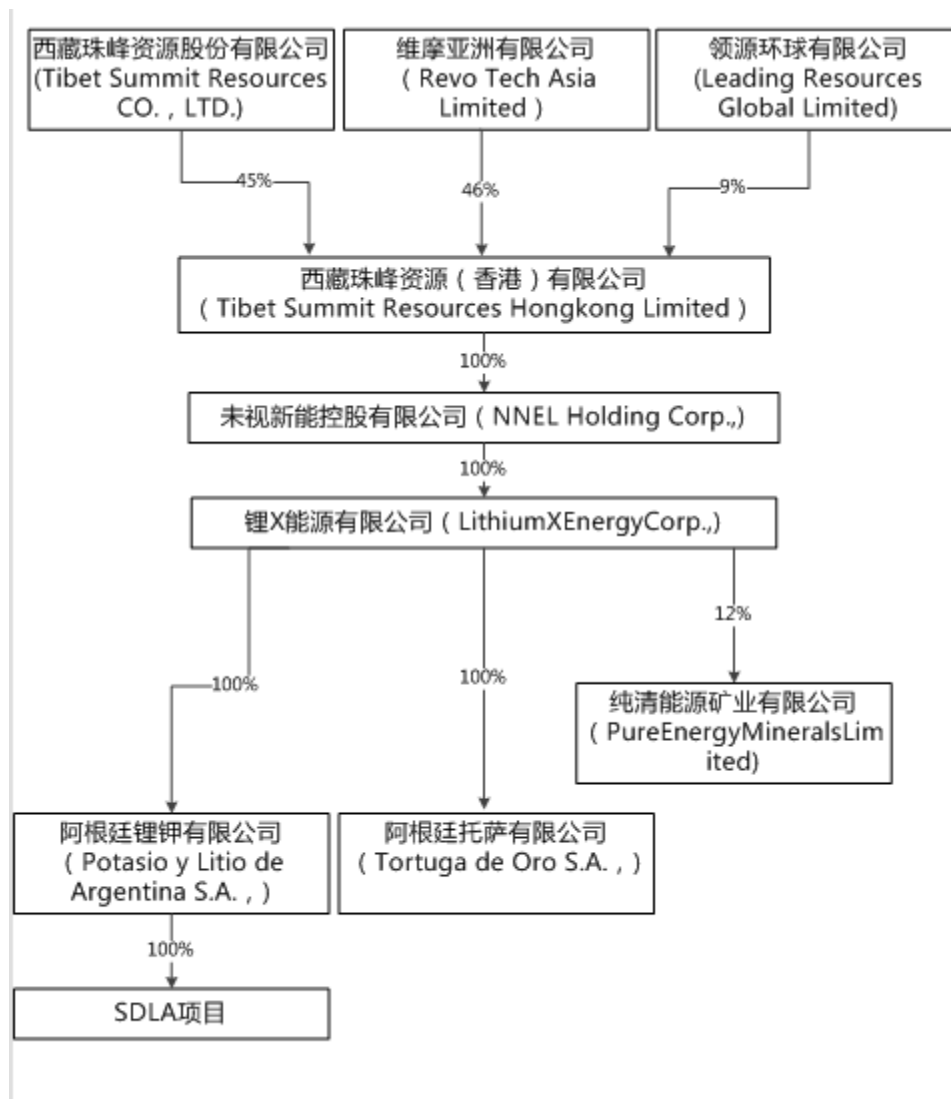 西藏珠峰资源股份有限公司
(Tibet Summit Resources
CO.，LTD.)
维摩亚洲有限公司
（ Revo Tech Asia
Limited ）
领源环球有限公司
(Leading Resources
Global Limited)
45%
46%
9%
西藏珠峰资源（香港）有限公司
（ Tibet Summit Resources Hongkong Limited ）
100%
未视新能控股有限公司（ NNEL Holding Corp.,)
100%
锂X能源有限公司（ LithiumXEnergyCorp.,)
12%
100%
100%
纯清能源矿业有限公司
（ PureEnergyMineralsLim
ited)
阿根廷锂钾有限公司
（ Potasio y Litio de
Argentina S.A.，)
阿根廷托萨有限公司
（ Tortuga de Oro S.A.，)
100%
SDLA项目